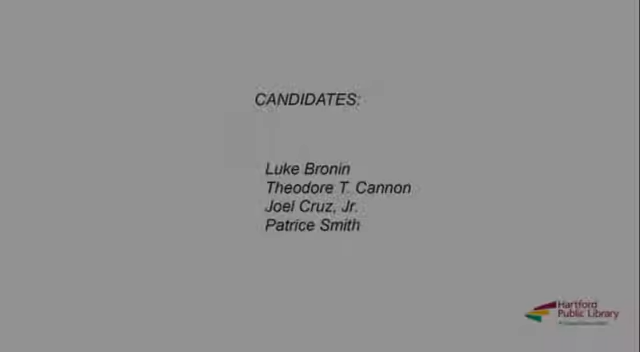 CANDIDATES:
Luke Bronin
Theodore T. Cannon
Joel Cruz, Jr.
Patrice Smith
Hartford
Public Library